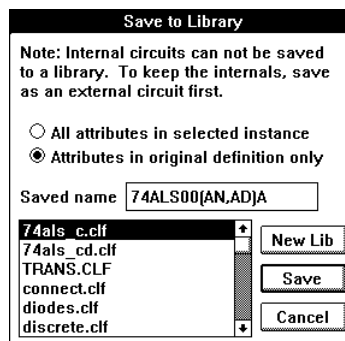 Save to Library
Note: Internal circuits can not be saved
to a library. To keep the internals, save
as an external circuit first.
All attributes in selected instance
Attributes in original definition only
Saved name 74ALS00(AN,AD)A
74als_c.clf
74als_cd.clf
TRANS.CLF
connect.clf
diodes.clf
discrete.clf
New Lib
Save
Cancel